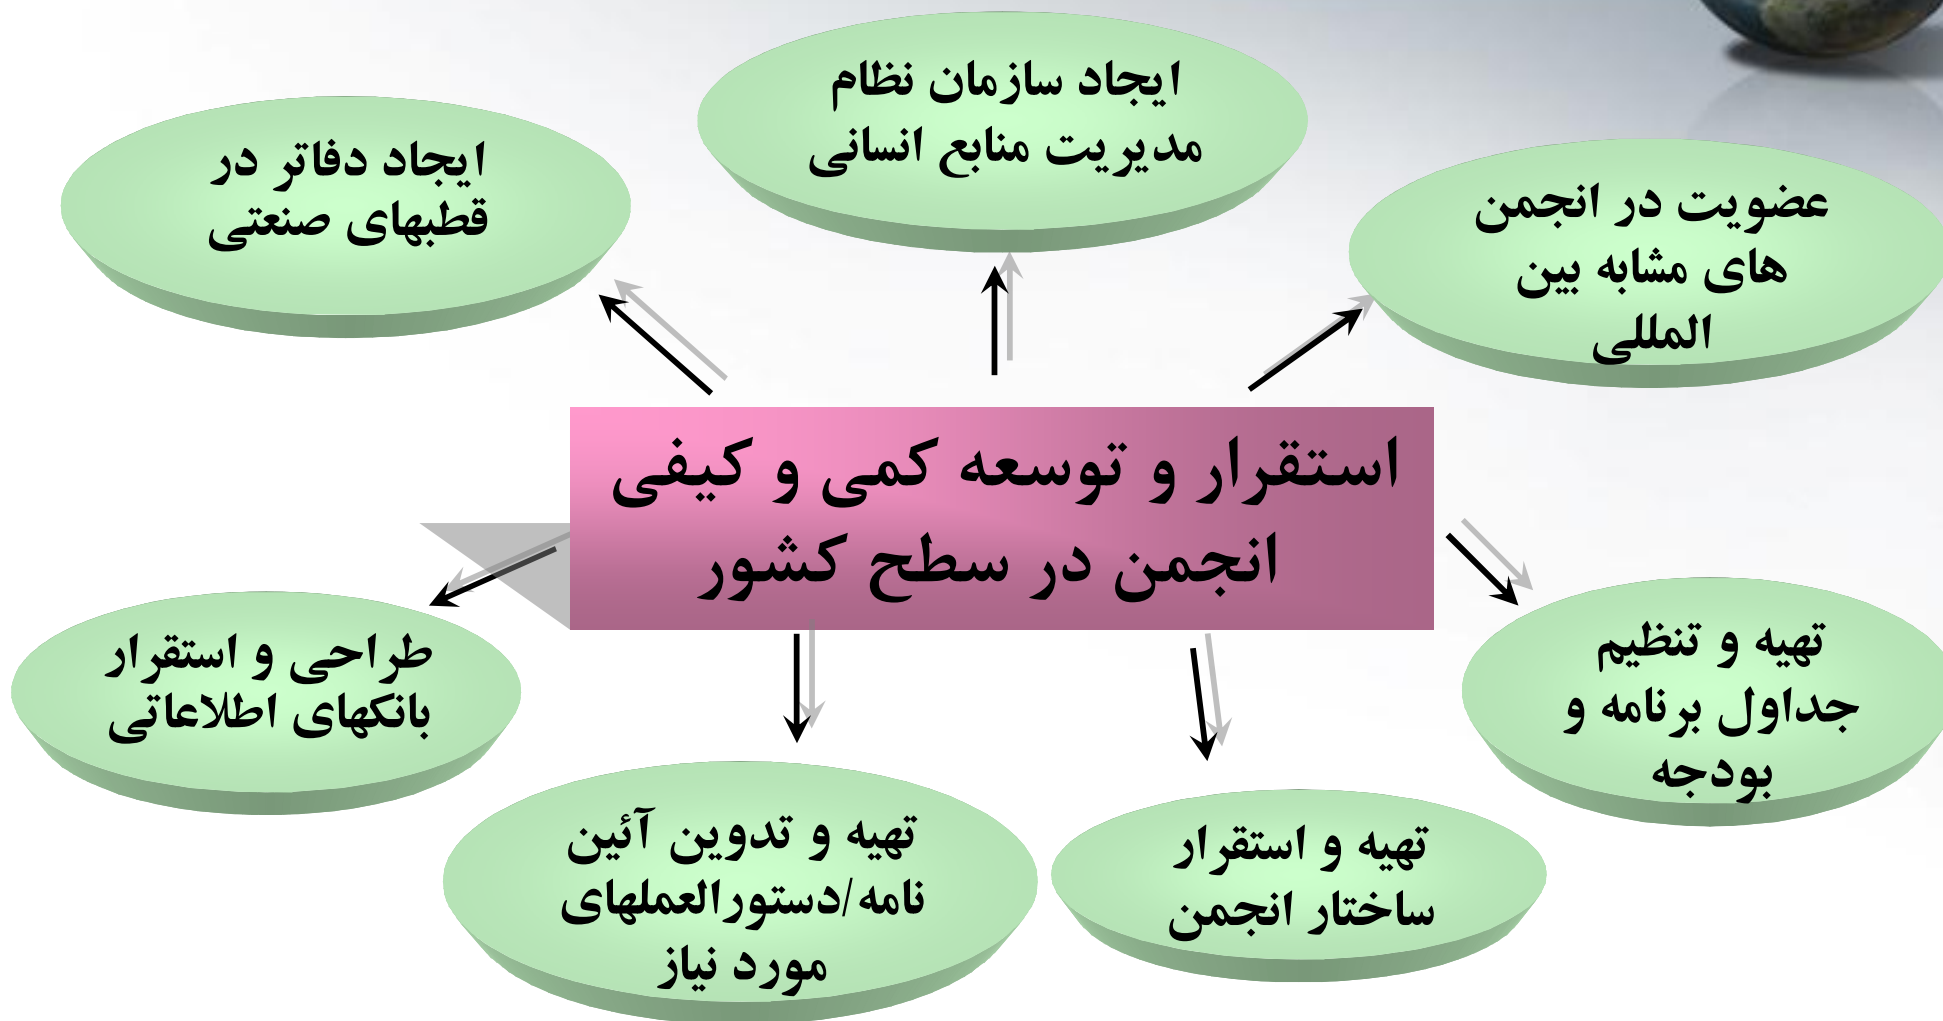 ایجاد سازمان نظام
مدیریت منابع انسانی
عضویت در انجمن
های مشابه بین
المللی
ایجاد دفاتر در
قطبهای صنعتی
استقرار و توسعه کمی و کیفی
انجمن در سطح کشور
تهیه و تنظیم
جداول برنامه و
بودجه
طراحی و استقرار
بانکهای اطلاعاتی
تهیه و استقرار
ساختار انجمن
تهیه و تدوین آئین
نامه/دستورالعملهای
مورد نیاز